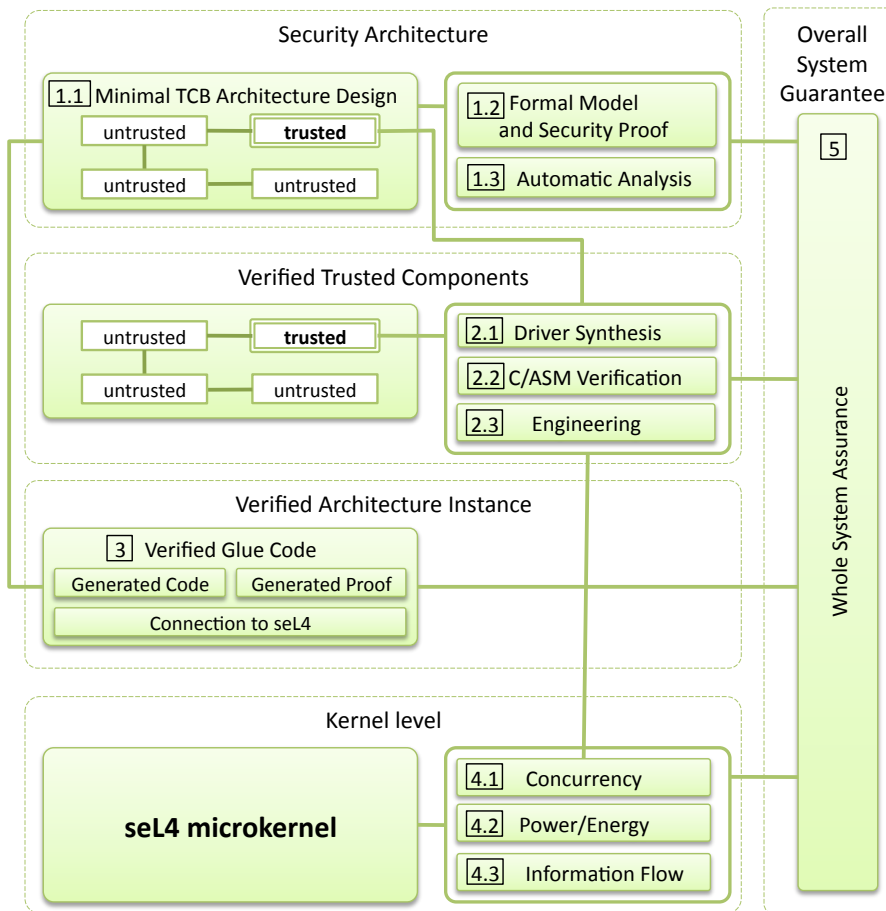 Security Architecture
Overall
System
Guarantee
1.1 Minimal TCB Architecture Design
untrusted
trusted
untrusted
untrusted
1.2 Formal Model
and Security Proof
1.3 Automatic Analysis
5
Whole System Assurance
Verified Trusted Components
untrusted
trusted
untrusted
untrusted
2.1 Driver Synthesis
2.2 C/ASM Verification
2.3 Engineering
Verified Architecture Instance
3 Verified Glue Code
Generated Code
Generated Proof
Connection to seL4
Kernel level
seL4 microkernel
4.1 Concurrency
4.2 Power/Energy
4.3 Information Flow